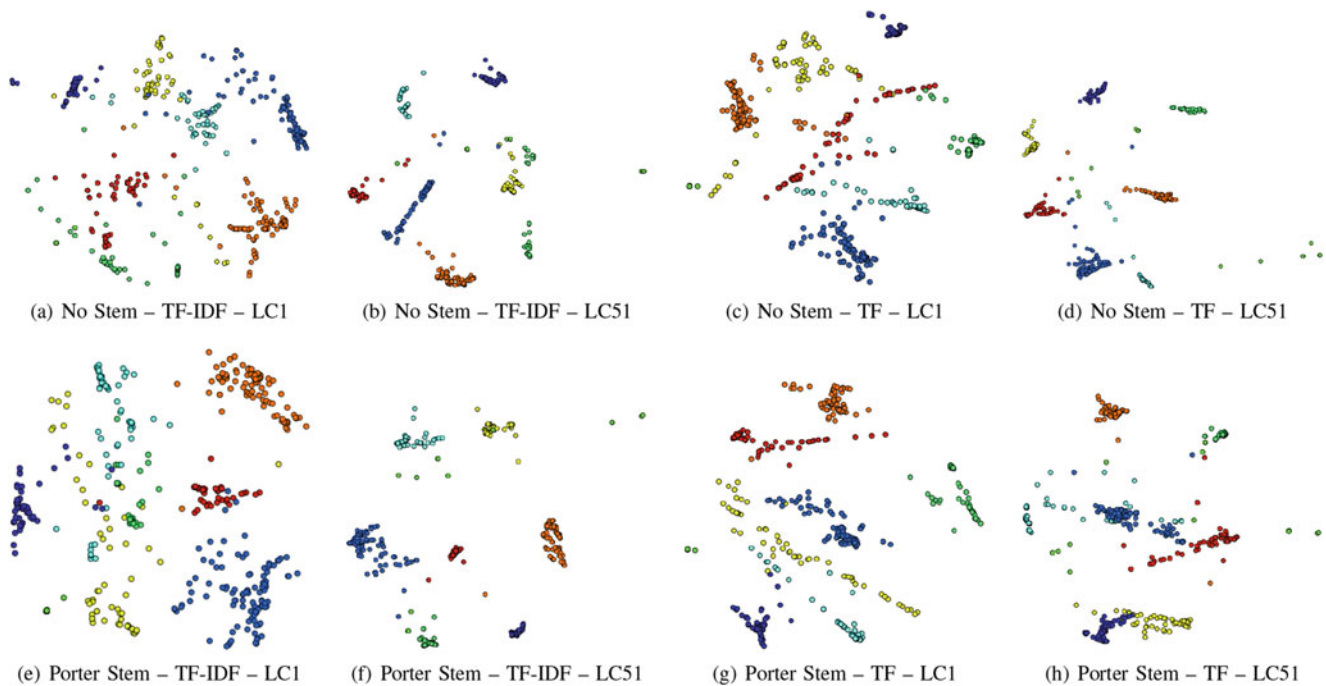 (a) No Stem – TF-IDF – LC1
(b) No Stem – TF-IDF – LC51
(c) No Stem – TF – LC1
(d) No Stem – TF – LC51
(e) Porter Stem – TF-IDF – LC1
(f) Porter Stem – TF-IDF – LC51
(g) Porter Stem – TF – LC1
(h) Porter Stem – TF – LC51